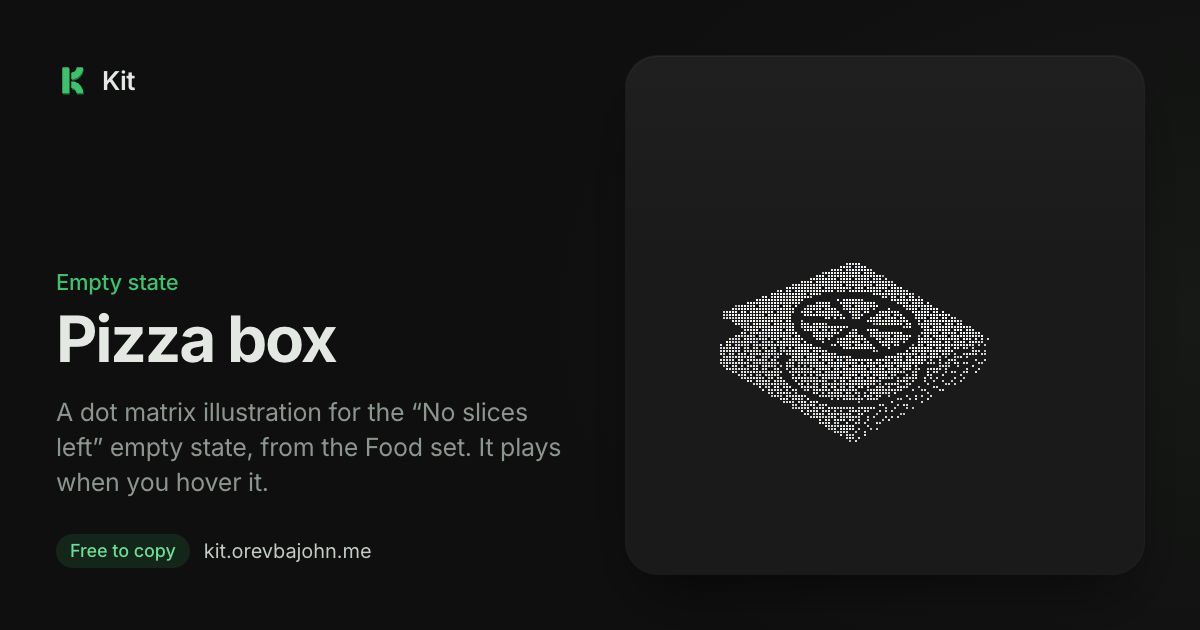 Kit
Empty state
Pizza box
A dot matrix illustration for the “No slices
left” empty state, from the Food set. It plays
when you hover it.
Free to copy
kit.orevbajohn.me